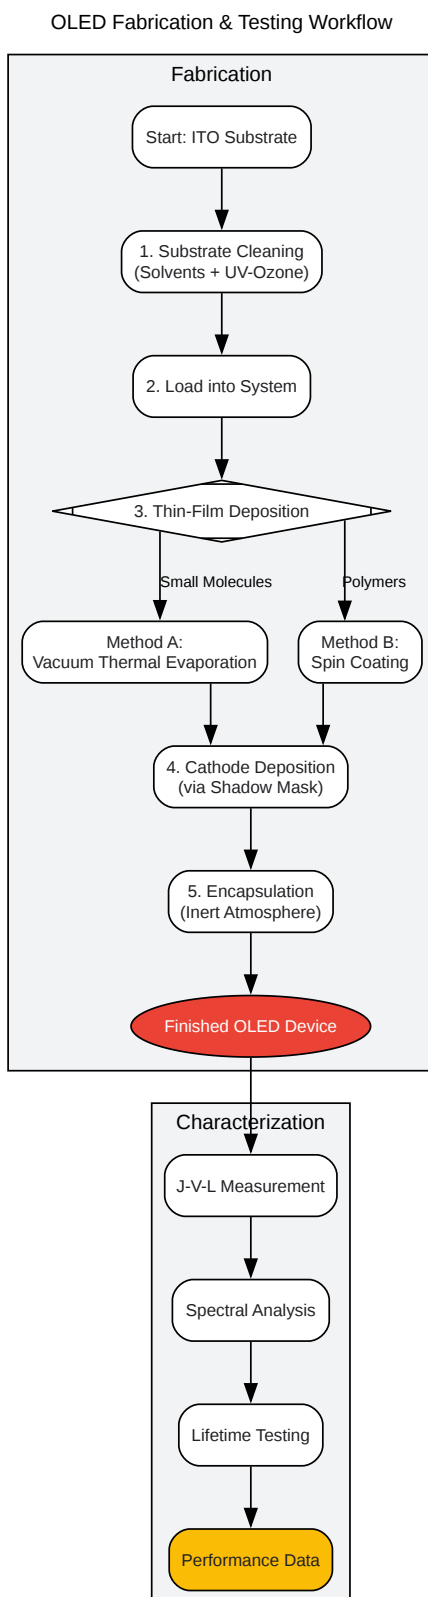 OLED Fabrication & Testing Workflow
Fabrication
Start: ITO Substrate
1. Substrate Cleaning
(Solvents + UV-Ozone)
2. Load into System
3. Thin-Film Deposition
Small Molecules
Polymers
Method A:
Vacuum Thermal Evaporation
Method B:
Spin Coating
4. Cathode Deposition
(via Shadow Mask)
5. Encapsulation
(Inert Atmosphere)
Finished OLED Device
Characterization
J-V-L Measurement
Spectral Analysis
Lifetime Testing
Performance Data